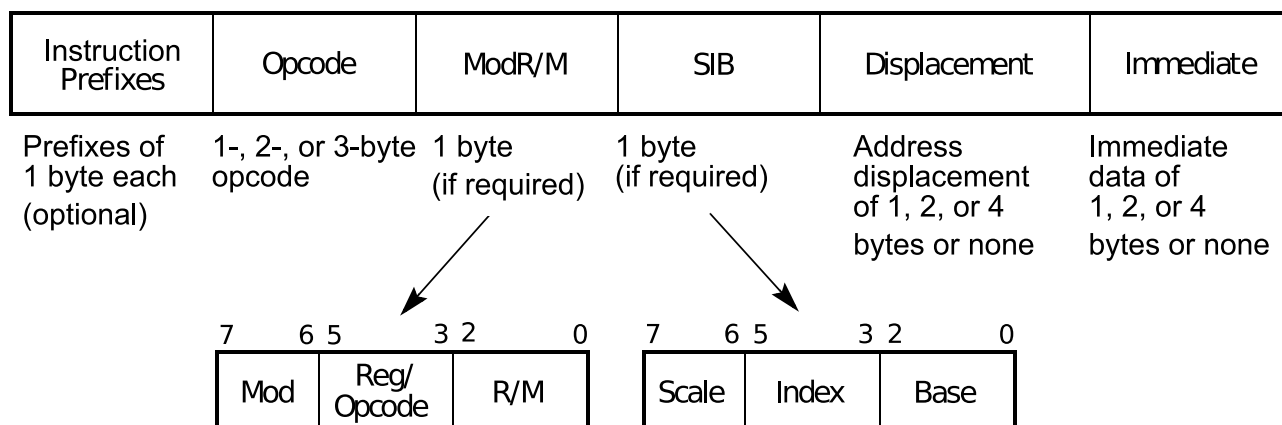 Instruction
Prefixes
Opcode
ModR/M
SIB
Displacement
Immediate
Prefixes of
1 byte each
(optional)
1-, 2-, or 3-byte
opcode
1 byte
(if required)
1 byte
(if required)
Address
displacement
of 1, 2, or 4
bytes or none
Immediate
data of
1, 2, or 4
bytes or none
7 6 5 3 2 0
Mod
Reg/
Opcode
R/M
7 6 5 3 2 0
Scale
Index
Base